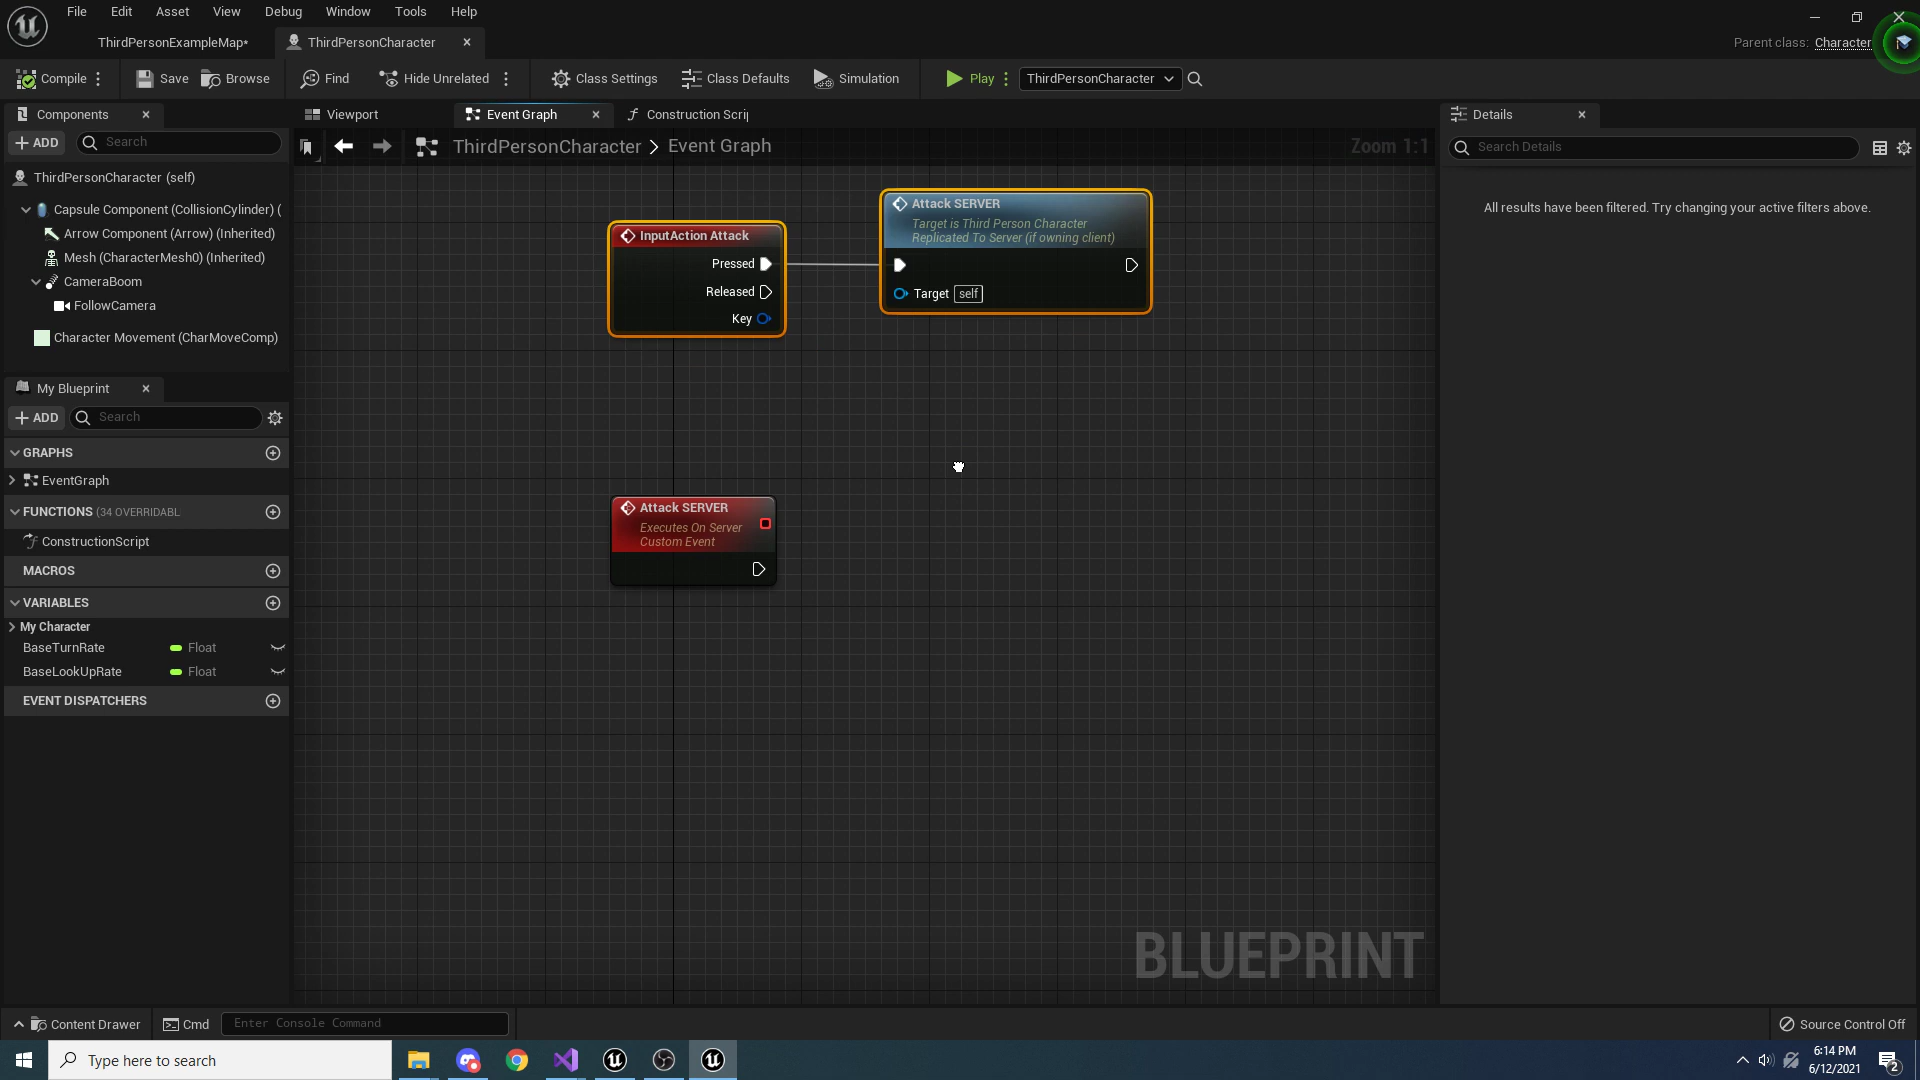 File Edit Asset View Debug Window Tools Help
ThirdPersonExampleMap*
ThirdPersonCharacter
Parent class: Character
Compile
Save
Browse
Find
Hide Unrelated
Class Settings
Class Defaults
Simulation
Play
ThirdPersonCharacter
Components
ADD
Search
ThirdPersonCharacter (self)
Capsule Component (CollisionCylinder) (
Arrow Component (Arrow) (Inherited)
Mesh (CharacterMesh0) (Inherited)
CameraBoom
FollowCamera
Character Movement (CharMoveComp)
My Blueprint
ADD
Search
GRAPHS
EventGraph
FUNCTIONS (34 OVERRIDABL
ConstructionScript
MACROS
VARIABLES
My Character
BaseTurnRate Float
BaseLookUpRate Float
EVENT DISPATCHERS
Viewport
Event Graph
Construction Scrip
ThirdPersonCharacter > Event Graph
Zoom 1:1
InputAction Attack
Pressed
Released
Key
Attack SERVER
Target is Third Person Character
Replicated To Server (if owning client)
Target self
Attack SERVER
Executes On Server
Custom Event
BLUEPRINT
Details
Search Details
All results have been filtered. Try changing your active filters above.
Content Drawer
Cmd
Enter Console Command
Source Control Off
Type here to search
6:14 PM
6/12/2021
2